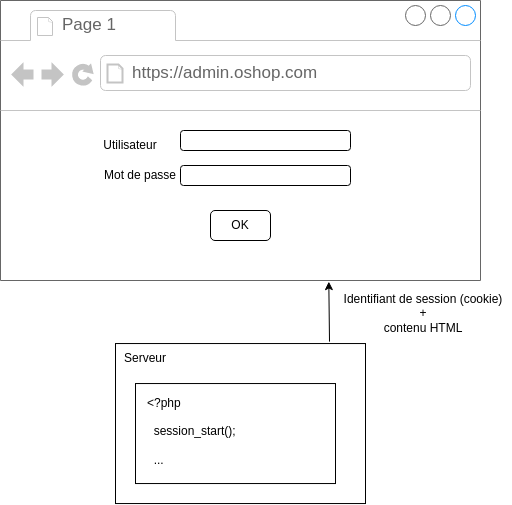 Page 1
https://admin.oshop.com
Utilisateur
Mot de passe
OK
Identifiant de session (cookie)
+
contenu HTML
Serveur
<?php
session_start();
...